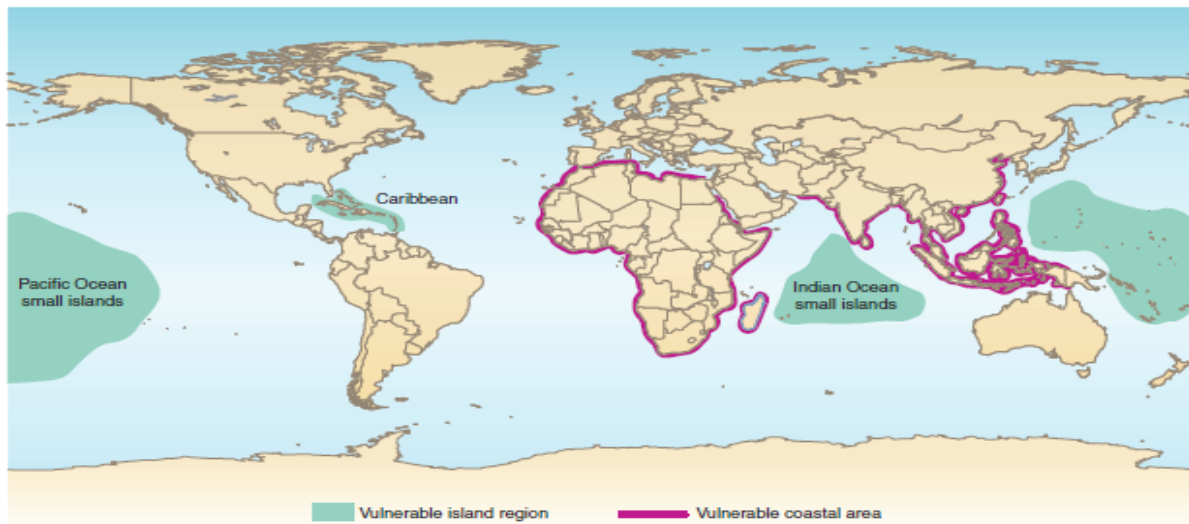 Caribbean
Pacific Ocean
small islands
Indian Ocean
small islands
Vulnerable island region
Vulnerable coastal area